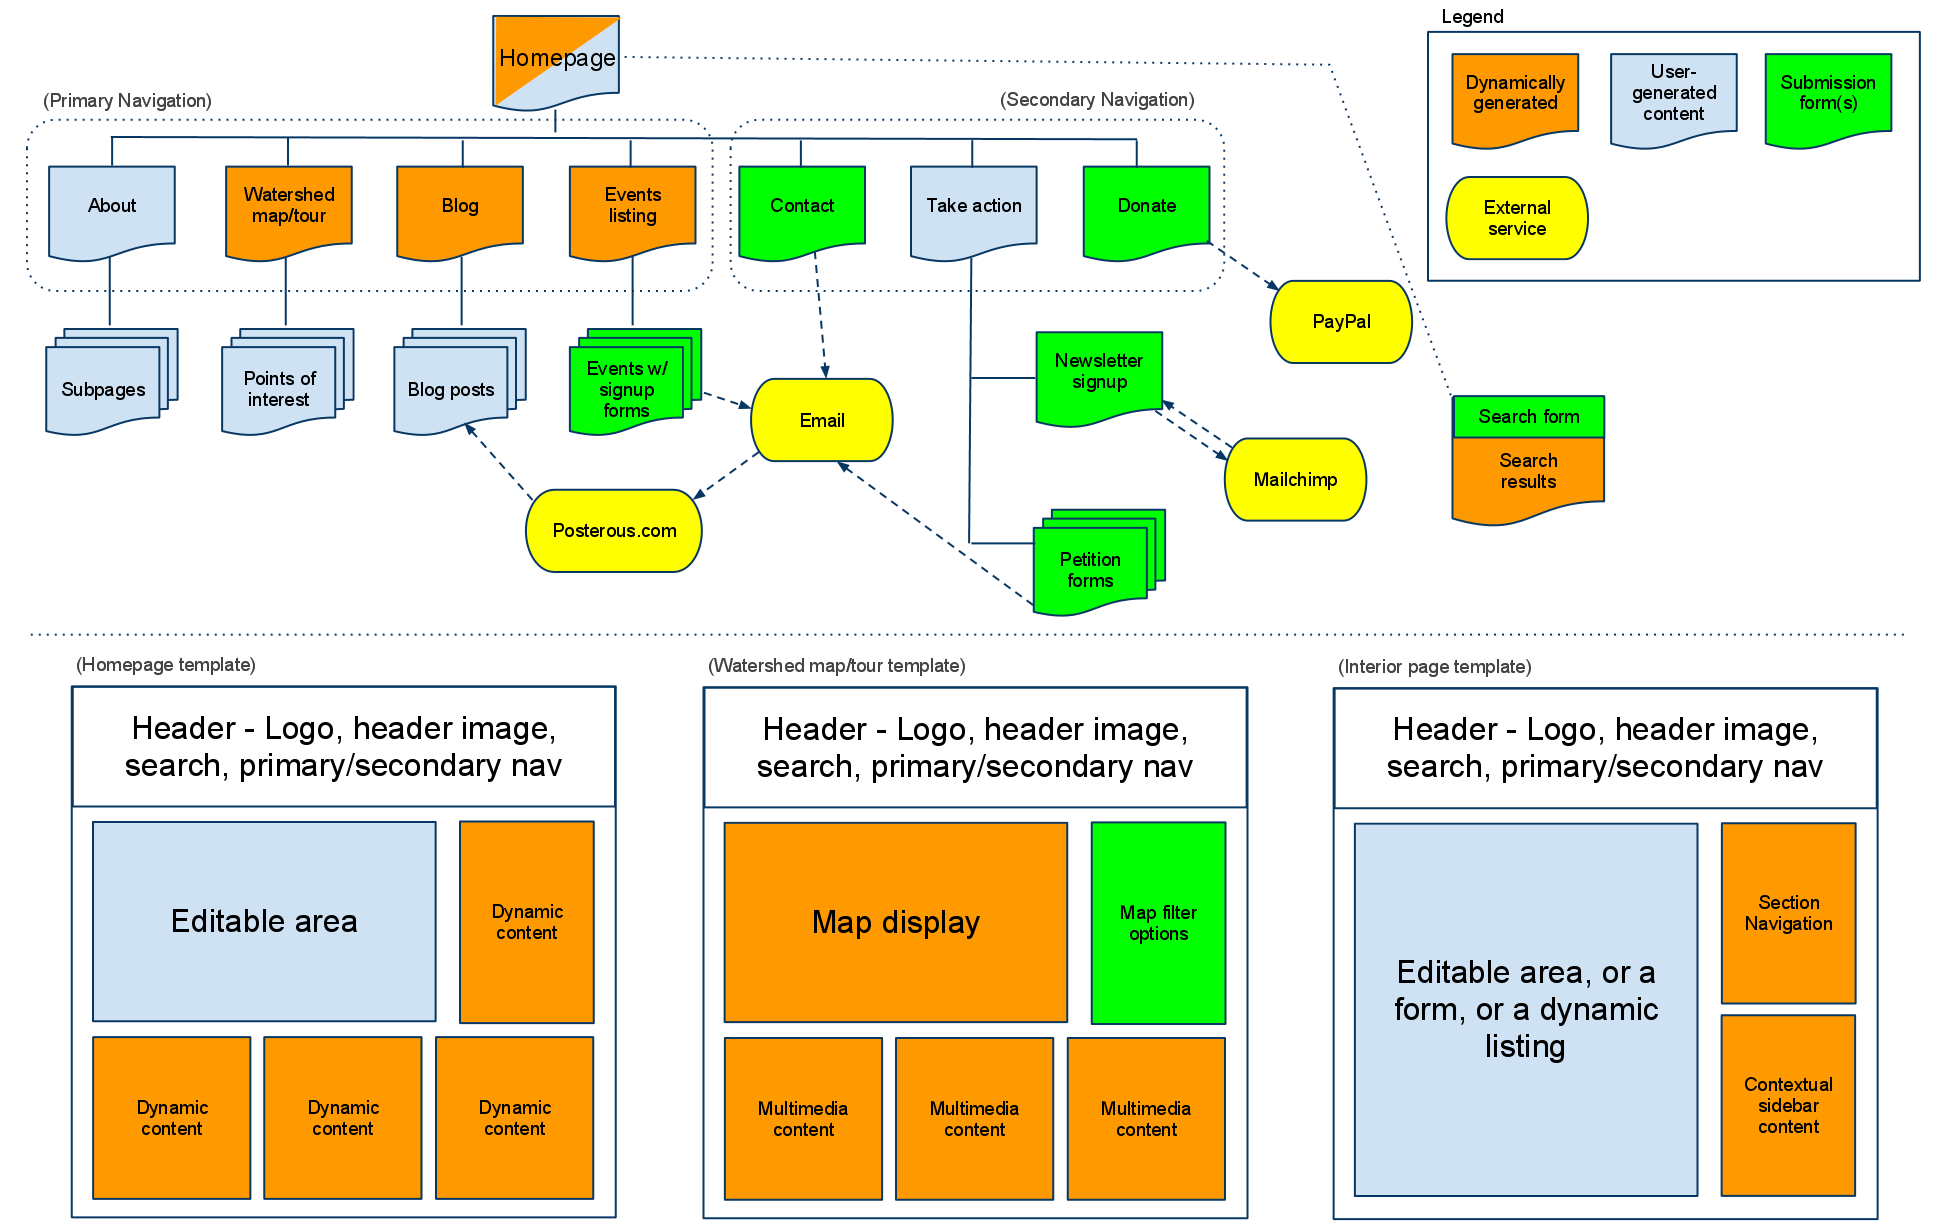 Legend
Homepage
Dynamically
generated
User-
generated
content
Submission
form(s)
External
service
(Primary Navigation)
(Secondary Navigation)
About
Watershed
map/tour
Blog
Events
listing
Contact
Take action
Donate
PayPal
Subpages
Points of
interest
Blog posts
Events w/
signup
forms
Email
Newsletter
signup
Mailchimp
Search form
Search
results
Posterous.com
Petition
forms
(Homepage template)
Header - Logo, header image,
search, primary/secondary nav
Editable area
Dynamic
content
Dynamic
content
Dynamic
content
Dynamic
content
(Watershed map/tour template)
Header - Logo, header image,
search, primary/secondary nav
Map display
Map filter
options
Multimedia
content
Multimedia
content
Multimedia
content
(Interior page template)
Header - Logo, header image,
search, primary/secondary nav
Editable area, or a
form, or a dynamic
listing
Section
Navigation
Contextual
sidebar
content